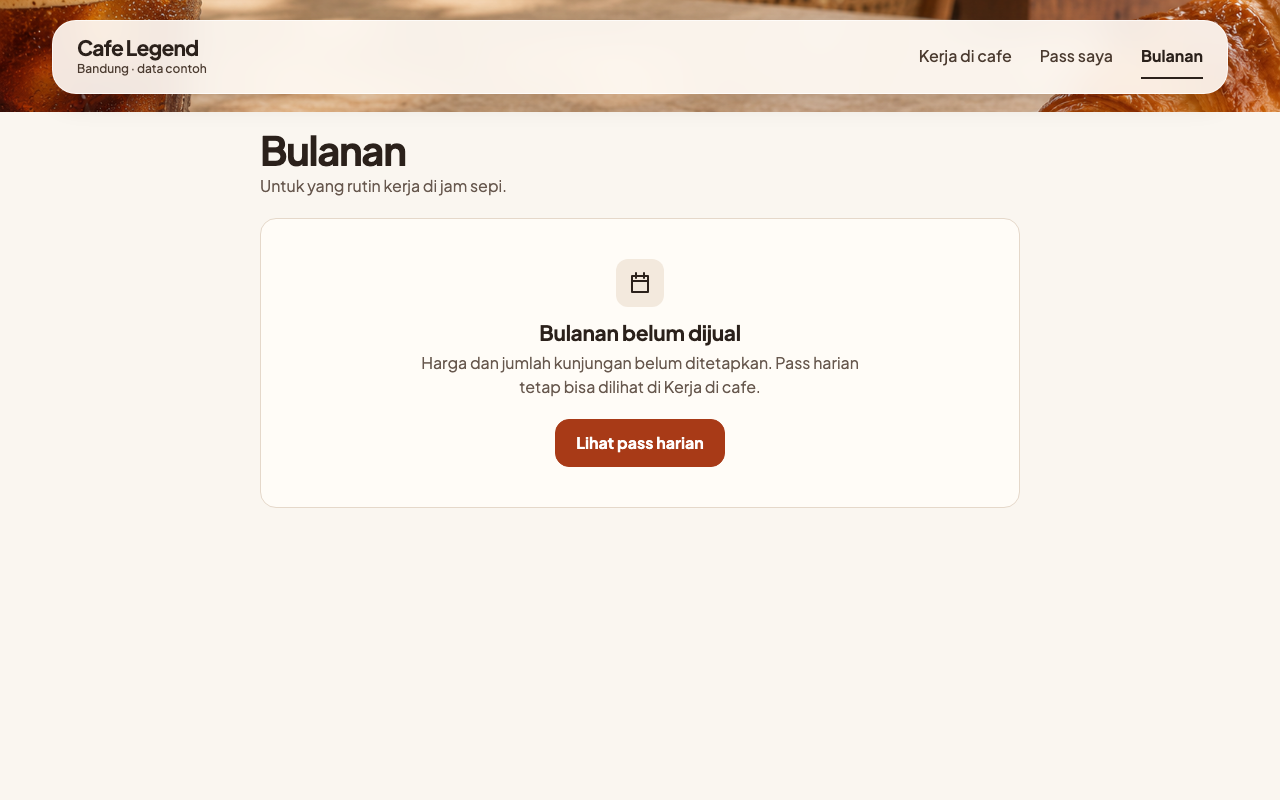 Cafe Legend
Bandung · data contoh
Kerja di cafe
Pass saya
Bulanan
Bulanan
Untuk yang rutin kerja di jam sepi.
Bulanan belum dijual
Harga dan jumlah kunjungan belum ditetapkan. Pass harian
tetap bisa dilihat di Kerja di cafe.
Lihat pass harian